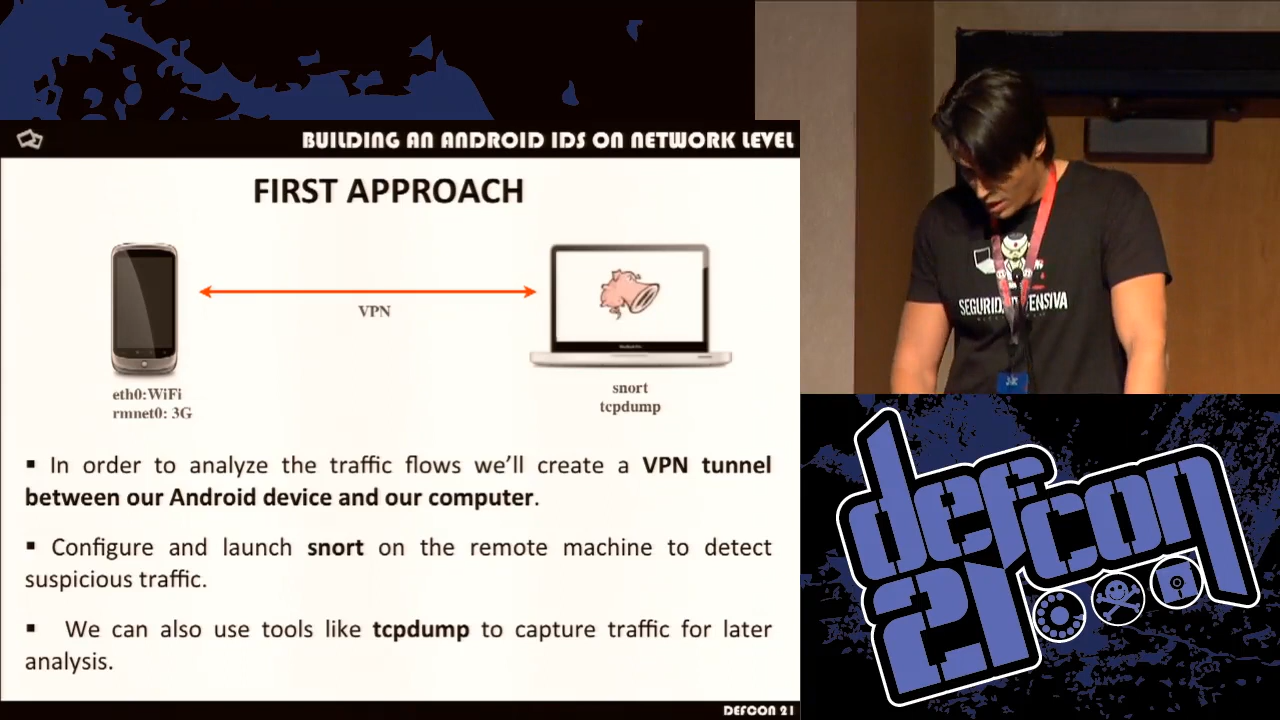 BUILDING AN ANDROID IDS ON NETWORK LEVEL
FIRST APPROACH
VPN
eth0:WiFi
rmnet0: 3G
snort
tcpdump
▪ In order to analyze the traffic flows we'll create a VPN tunnel
between our Android device and our computer.
▪ Configure and launch snort on the remote machine to detect
suspicious traffic.
▪ We can also use tools like tcpdump to capture traffic for later
analysis.
DEFCON 21
defcon
21